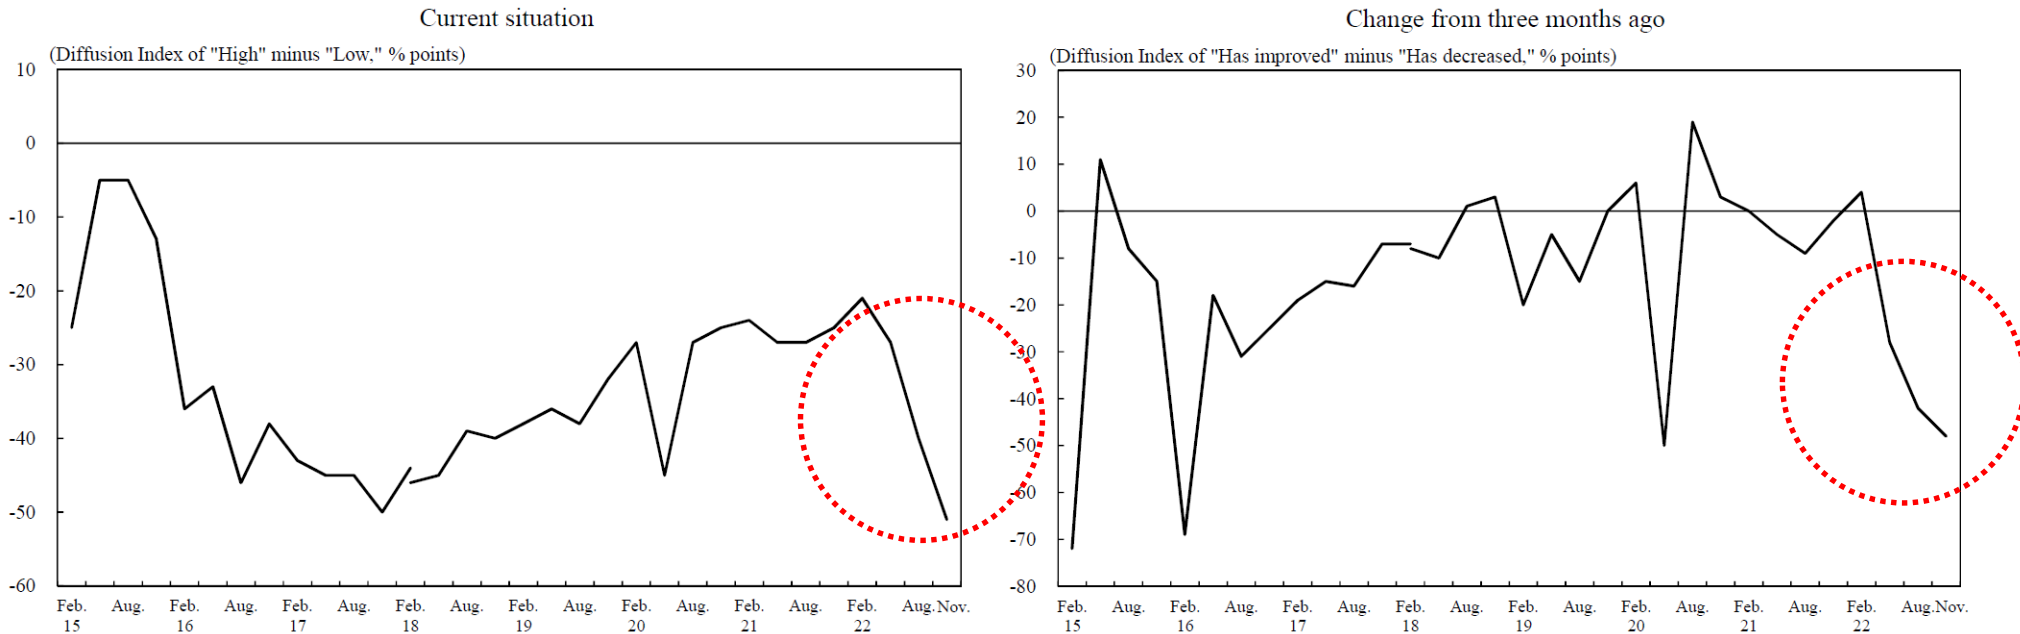 Current situation
(Diffusion Index of "High" minus "Low," % points)
10
0
-10
-20
-30
-40
-50
-60
Feb. Aug. Feb. Aug. Feb. Aug. Feb. Aug. Feb. Aug. Feb. Aug. Feb. Aug. Feb. Aug. Nov.
15 16 17 18 19 20 21 22
Change from three months ago
(Diffusion Index of "Has improved" minus "Has decreased," % points)
30
20
10
0
-10
-20
-30
-40
-50
-60
-70
-80
Feb. Aug. Feb. Aug. Feb. Aug. Feb. Aug. Feb. Aug. Feb. Aug. Feb. Aug. Feb. Aug. Nov.
15 16 17 18 19 20 21 22